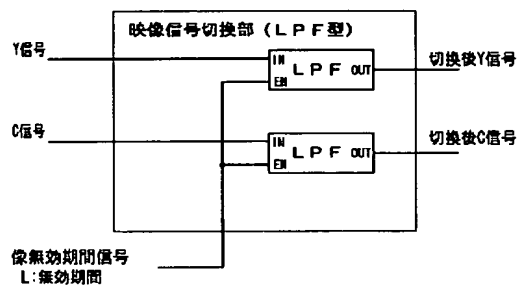 映像信号切換部(LPF型)
Y信号
IN
EN
LPF
OUT
切換後Y信号
C信号
IN
EN
LPF
OUT
切換後C信号
像無効期間信号
L:無効期間